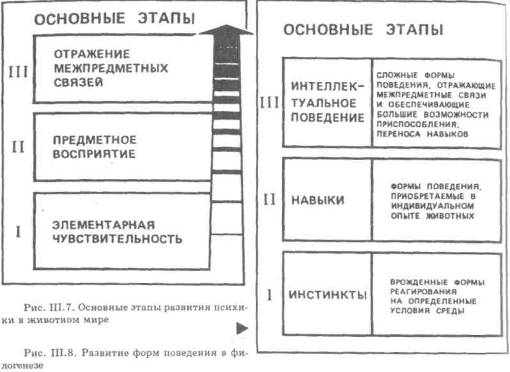 ОСНОВНЫЕ ЭТАПЫ
III
ОТРАЖЕНИЕ
МЕЖПРЕДМЕТНЫХ
СВЯЗЕЙ
II
ПРЕДМЕТНОЕ
ВОСПРИЯТИЕ
I
ЭЛЕМЕНТАРНАЯ
ЧУВСТВИТЕЛЬНОСТЬ
Рис. III.7. Основные этапы развития психи-
ки в животном мире
Рис. III.8. Развитие форм поведения в фи-
логенезе
ОСНОВНЫЕ ЭТАПЫ
III
ИНТЕЛЛЕК-
ТУАЛЬНОЕ
ПОВЕДЕНИЕ
СЛОЖНЫЕ ФОРМЫ
ПОВЕДЕНИЯ, ОТРАЖАЮЩИЕ
МЕЖПРЕДМЕТНЫЕ СВЯЗИ
И ОБЕСПЕЧИВАЮЩИЕ
БОЛЬШИЕ ВОЗМОЖНОСТИ
ПРИСПОСОБЛЕНИЯ,
ПЕРЕНОСА НАВЫКОВ
II
НАВЫКИ
ФОРМЫ ПОВЕДЕНИЯ,
ПРИОБРЕТАЕМЫЕ В
ИНДИВИДУАЛЬНОМ
ОПЫТЕ ЖИВОТНЫХ
I
ИНСТИНКТЫ
ВРОЖДЕННЫЕ ФОРМЫ
РЕАГИРОВАНИЯ
НА ОПРЕДЕЛЕННЫЕ
УСЛОВИЯ СРЕДЫ